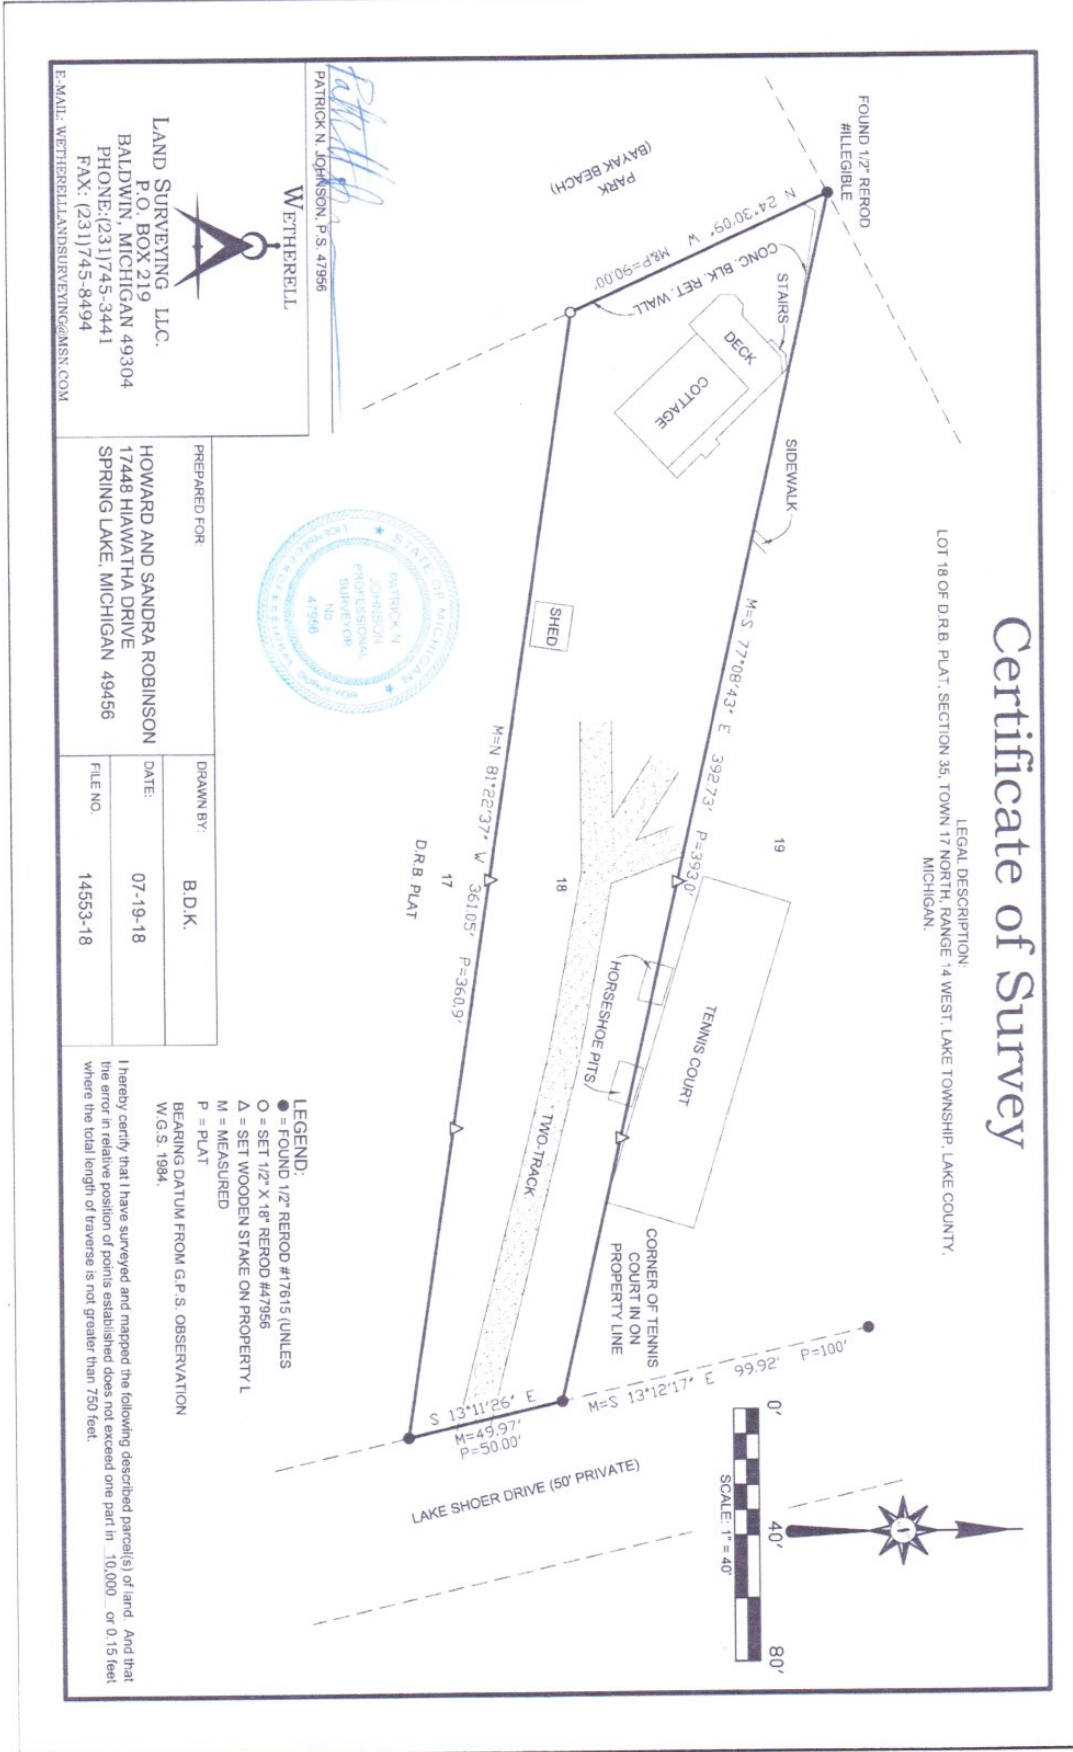 Certificate of Survey
LEGAL DESCRIPTION:
LOT 18 OF D.R.B. PLAT, SECTION 35, TOWN 17 NORTH, RANGE 14 WEST, LAKE TOWNSHIP, LAKE COUNTY,
MICHIGAN.
FOUND 1/2" REROD
#ILLEGIBLE
PARK
(BAYAK BEACH)
N 24°30'09" W M&P=90.00'
CONC. BLK. RET. WALL
STAIRS
DECK
COTTAGE
SIDEWALK
M=S 77°08'43" E 392.73' P=393.0'
19
TENNIS COURT
HORSESHOE PITS
CORNER OF TENNIS
COURT IN ON
PROPERTY LINE
SHED
18
TWO-TRACK
M=N 81°22'37" W 361.05' P=360.9'
17
D.R.B. PLAT
M=S 13°12'17" E 99.92' P=100'
S 13°11'26" E
M=49.97'
P=50.00'
LAKE SHOER DRIVE (50' PRIVATE)
0' 40' 80'
SCALE: 1" = 40'
STATE OF MICHIGAN
PATRICK N
JOHNSON
PROFESSIONAL
SURVEYOR
No
47956
LICENSED PROFESSIONAL SURVEYOR
LEGEND:
● = FOUND 1/2" REROD #17615 (UNLES
O = SET 1/2" X 18" REROD #47956
Δ = SET WOODEN STAKE ON PROPERTY L
M = MEASURED
P = PLAT
BEARING DATUM FROM G.P.S. OBSERVATION
W.G.S. 1984.
I hereby certify that I have surveyed and mapped the following described parcel(s) of land. And that
the error in relative position of points established does not exceed one part in 10,000 or 0.15 feet
where the total length of traverse is not greater than 750 feet.
PATRICK N. JOHNSON, P.S. 47956
WETHERELL
LAND SURVEYING LLC.
P.O. BOX 219
BALDWIN, MICHIGAN 49304
PHONE:(231)745-3441
FAX: (231)745-8494
E-MAIL: WETHERELLLANDSURVEYING@MSN.COM
PREPARED FOR:
HOWARD AND SANDRA ROBINSON
17448 HIAWATHA DRIVE
SPRING LAKE, MICHIGAN 49456
DRAWN BY:
B.D.K.
DATE:
07-19-18
FILE NO.
14553-18